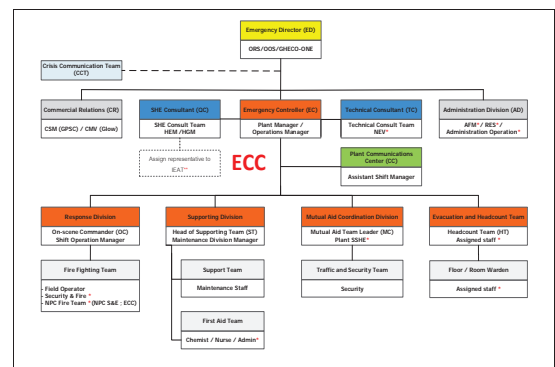 Emergency Director (ED)
ORS/OOS/GHECO-ONE
Crisis Communication Team
(CCT)
Commercial Relations (CR)
CSM (GPSC) / CMV (Glow)
SHE Consultant (QC)
SHE Consult Team
HEM /HGM
Assign representative to
IEAT**
Emergency Controller (EC)
Plant Manager /
Operations Manager
Technical Consultant (TC)
Technical Consult Team
NEV*
Administration Division (AD)
AFM*/ RES*/
Administration Operation*
ECC
Plant Communications
Center (CC)
Assistant Shift Manager
Response Division
On-scene Commander (OC)
Shift Operation Manager
Supporting Division
Head of Supporting Team (ST)
Maintenance Division Manager
Mutual Aid Coordination Division
Mutual Aid Team Leader (MC)
Plant SSHE*
Evacuation and Headcount Team
Headcount Team (HT)
Assigned staff *
Fire Fighting Team
- Field Operator
- Security & Fire *
- NPC Fire Team *(NPC S&E ; ECC)
Support Team
Maintenance Staff
Traffic and Security Team
Security
Floor / Room Warden
Assigned staff *
First Aid Team
Chemist / Nurse / Admin*